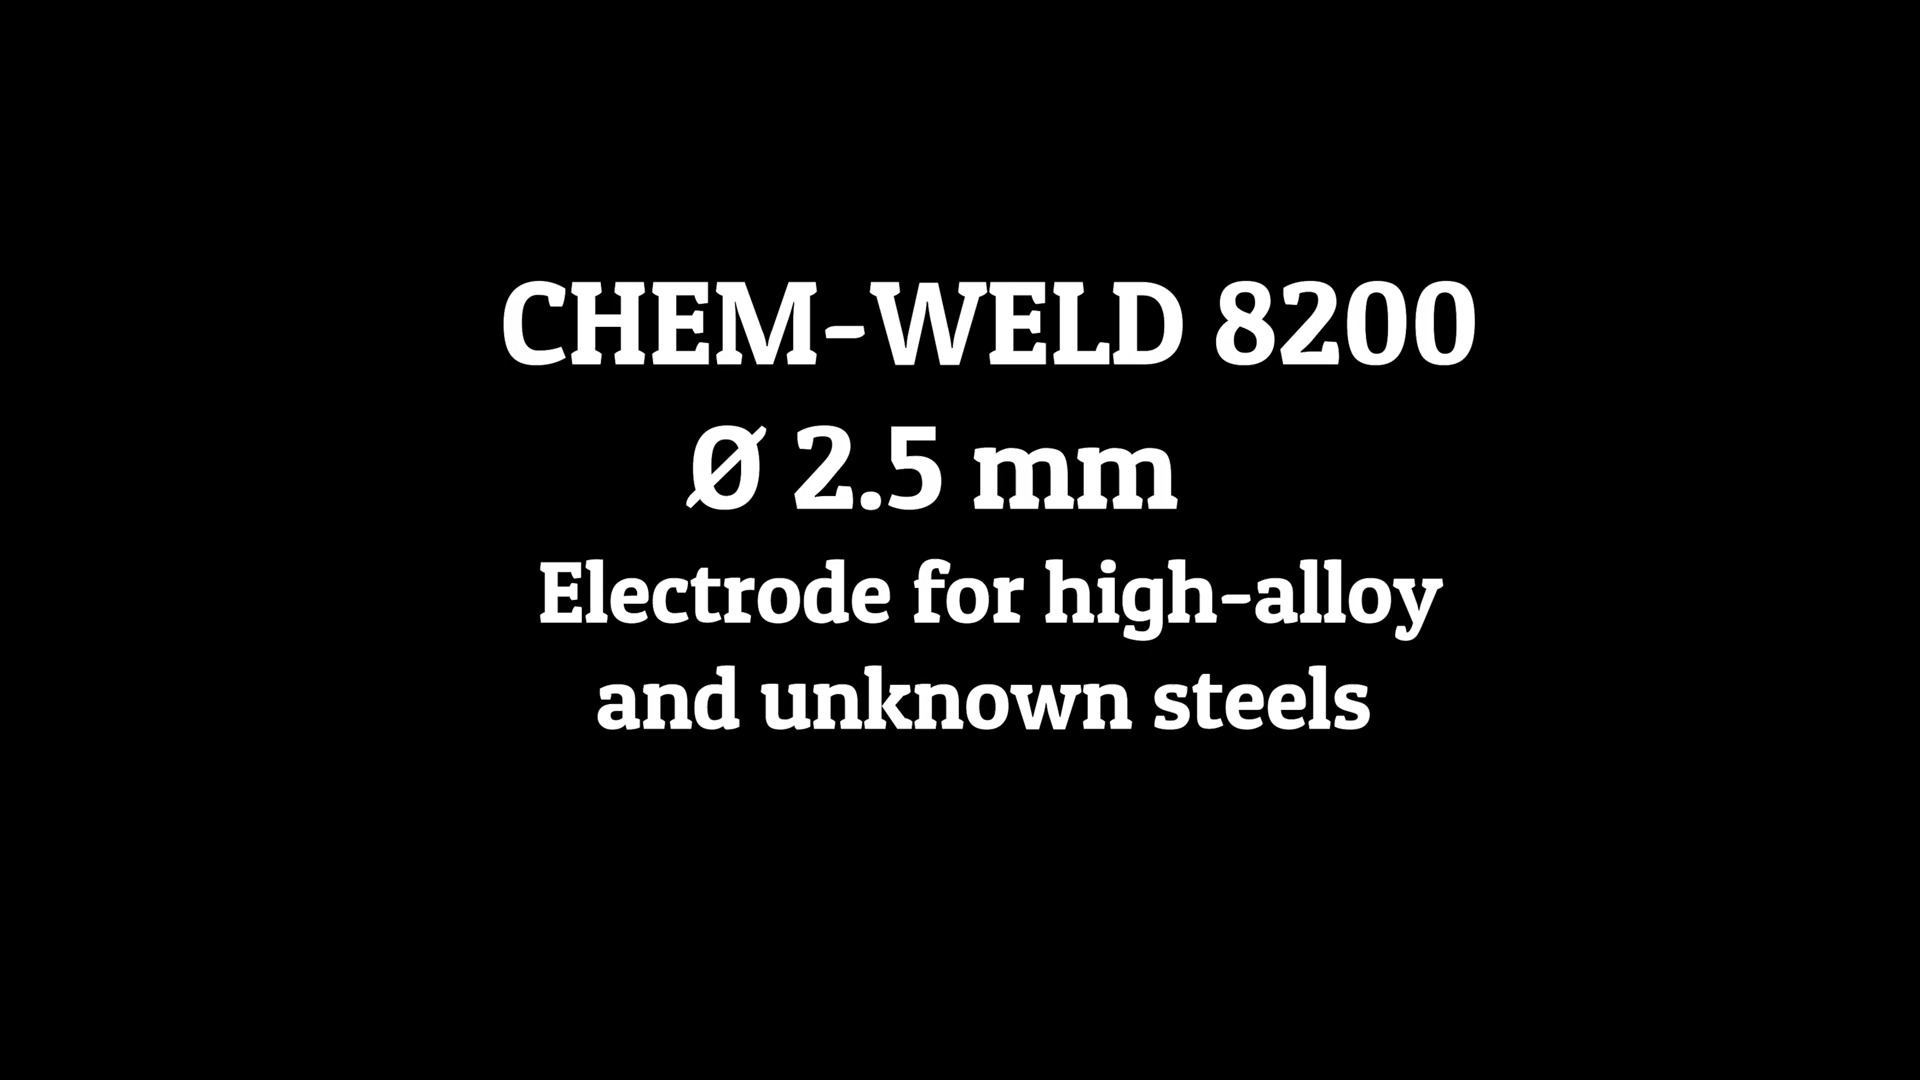 CHEM-WELD 8200
Ø 2.5 mm
Electrode for high-alloy
and unknown steels